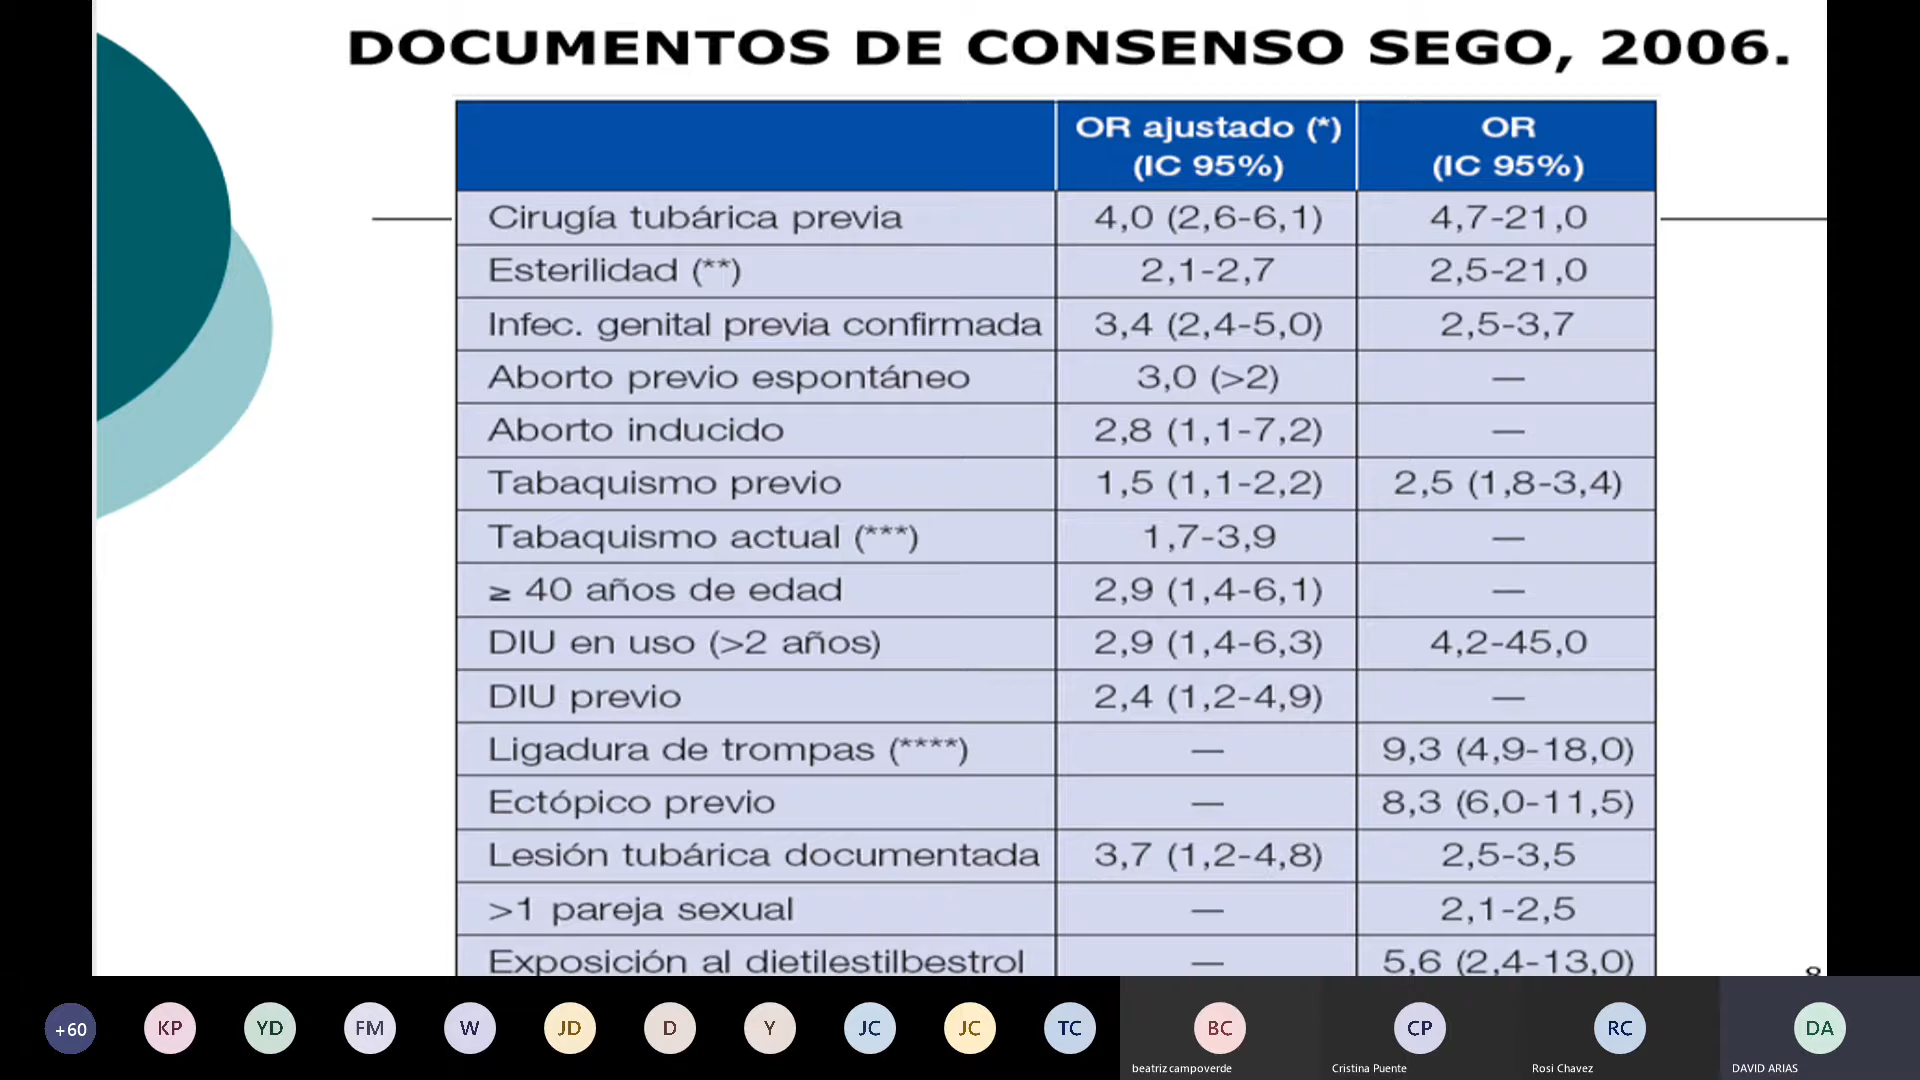 DOCUMENTOS DE CONSENSO SEGO, 2006.
OR ajustado (*) (IC 95%) OR (IC 95%)
Cirugía tubárica previa 4,0 (2,6-6,1) 4,7-21,0
Esterilidad (**) 2,1-2,7 2,5-21,0
Infec. genital previa confirmada 3,4 (2,4-5,0) 2,5-3,7
Aborto previo espontáneo 3,0 (>2) —
Aborto inducido 2,8 (1,1-7,2) —
Tabaquismo previo 1,5 (1,1-2,2) 2,5 (1,8-3,4)
Tabaquismo actual (***) 1,7-3,9 —
≥ 40 años de edad 2,9 (1,4-6,1) —
DIU en uso (>2 años) 2,9 (1,4-6,3) 4,2-45,0
DIU previo 2,4 (1,2-4,9) —
Ligadura de trompas (****) — 9,3 (4,9-18,0)
Ectópico previo — 8,3 (6,0-11,5)
Lesión tubárica documentada 3,7 (1,2-4,8) 2,5-3,5
>1 pareja sexual — 2,1-2,5
Exposición al dietilestilbestrol — 5,6 (2,4-13,0)
+60 KP YD FM W JD D Y JC JC TC BC CP RC DA
beatriz campoverde Cristina Puente Rosi Chavez DAVID ARIAS